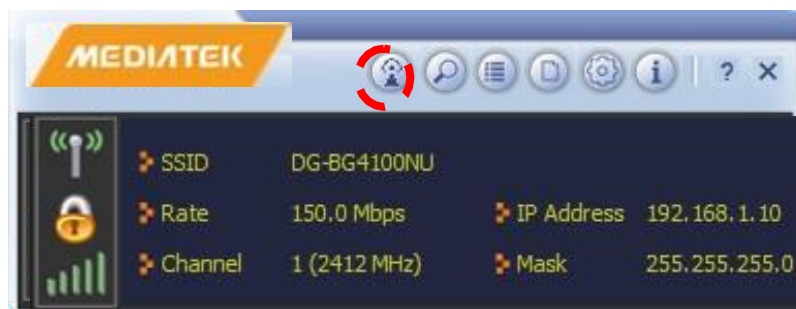 MEDIATEK
i ? ×
SSID DG-BG4100NU
Rate 150.0 Mbps IP Address 192.168.1.10
Channel 1 (2412 MHz) Mask 255.255.255.0